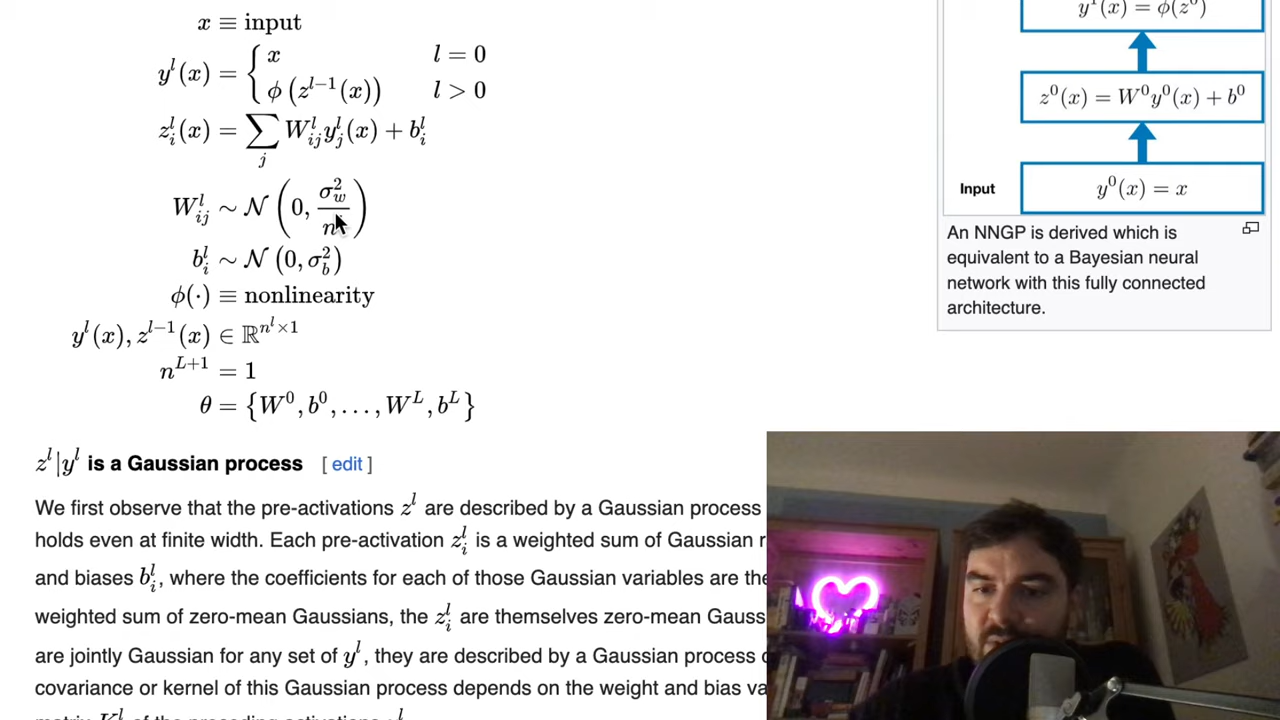 x ≡ input
y^l(x) = { x l = 0
ϕ (z^{l−1}(x)) l > 0
z_i^l(x) = ∑_j W_{ij}^l y_j^l(x) + b_i^l
W_{ij}^l ∼ N (0, σ_w^2 / n)
b_i^l ∼ N (0, σ_b^2)
ϕ(·) ≡ nonlinearity
y^l(x), z^{l−1}(x) ∈ ℝ^{n^l×1}
n^{L+1} = 1
θ = {W^0, b^0, …, W^L, b^L}
z^l|y^l is a Gaussian process [ edit ]
We first observe that the pre-activations z^l are described by a Gaussian process
holds even at finite width. Each pre-activation z_i^l is a weighted sum of Gaussian
and biases b_i^l, where the coefficients for each of those Gaussian variables are the
weighted sum of zero-mean Gaussians, the z_i^l are themselves zero-mean Gauss
are jointly Gaussian for any set of y^l, they are described by a Gaussian process
covariance or kernel of this Gaussian process depends on the weight and bias va
of the preceding activations
y^1(x) = ϕ(z^0)
z^0(x) = W^0y^0(x) + b^0
Input y^0(x) = x
An NNGP is derived which is
equivalent to a Bayesian neural
network with this fully connected
architecture.